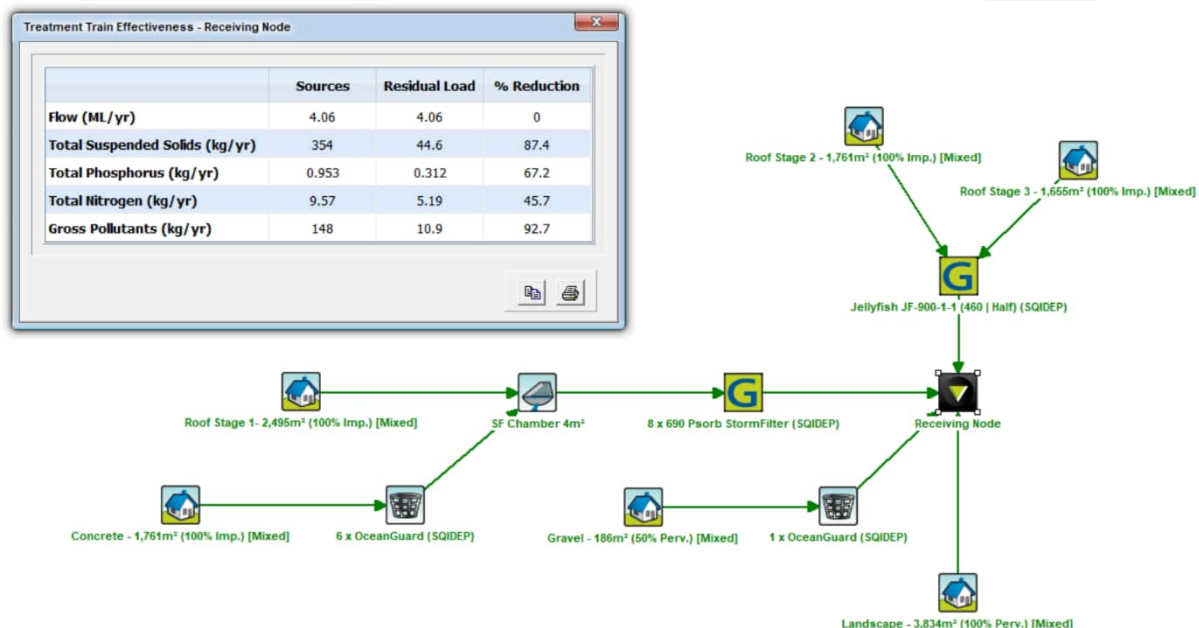 Treatment Train Effectiveness - Receiving Node
Sources Residual Load % Reduction
Flow (ML/yr) 4.06 4.06 0
Total Suspended Solids (kg/yr) 354 44.6 87.4
Total Phosphorus (kg/yr) 0.953 0.312 67.2
Total Nitrogen (kg/yr) 9.57 5.19 45.7
Gross Pollutants (kg/yr) 148 10.9 92.7
Roof Stage 2 - 1,761m² (100% Imp.) [Mixed]
Roof Stage 3 - 1,655m² (100% Imp.) [Mixed]
G
Jellyfish JF-900-1-1 (460 | Half) (SQIDEP)
G
Roof Stage 1- 2,495m² (100% Imp.) [Mixed]
SF Chamber 4m²
8 x 690 Psorb StormFilter (SQIDEP)
Receiving Node
Concrete - 1,761m² (100% Imp.) [Mixed]
6 x OceanGuard (SQIDEP)
Gravel - 186m² (50% Perv.) [Mixed]
1 x OceanGuard (SQIDEP)
Landscape - 3,834m² (100% Perv.) [Mixed]